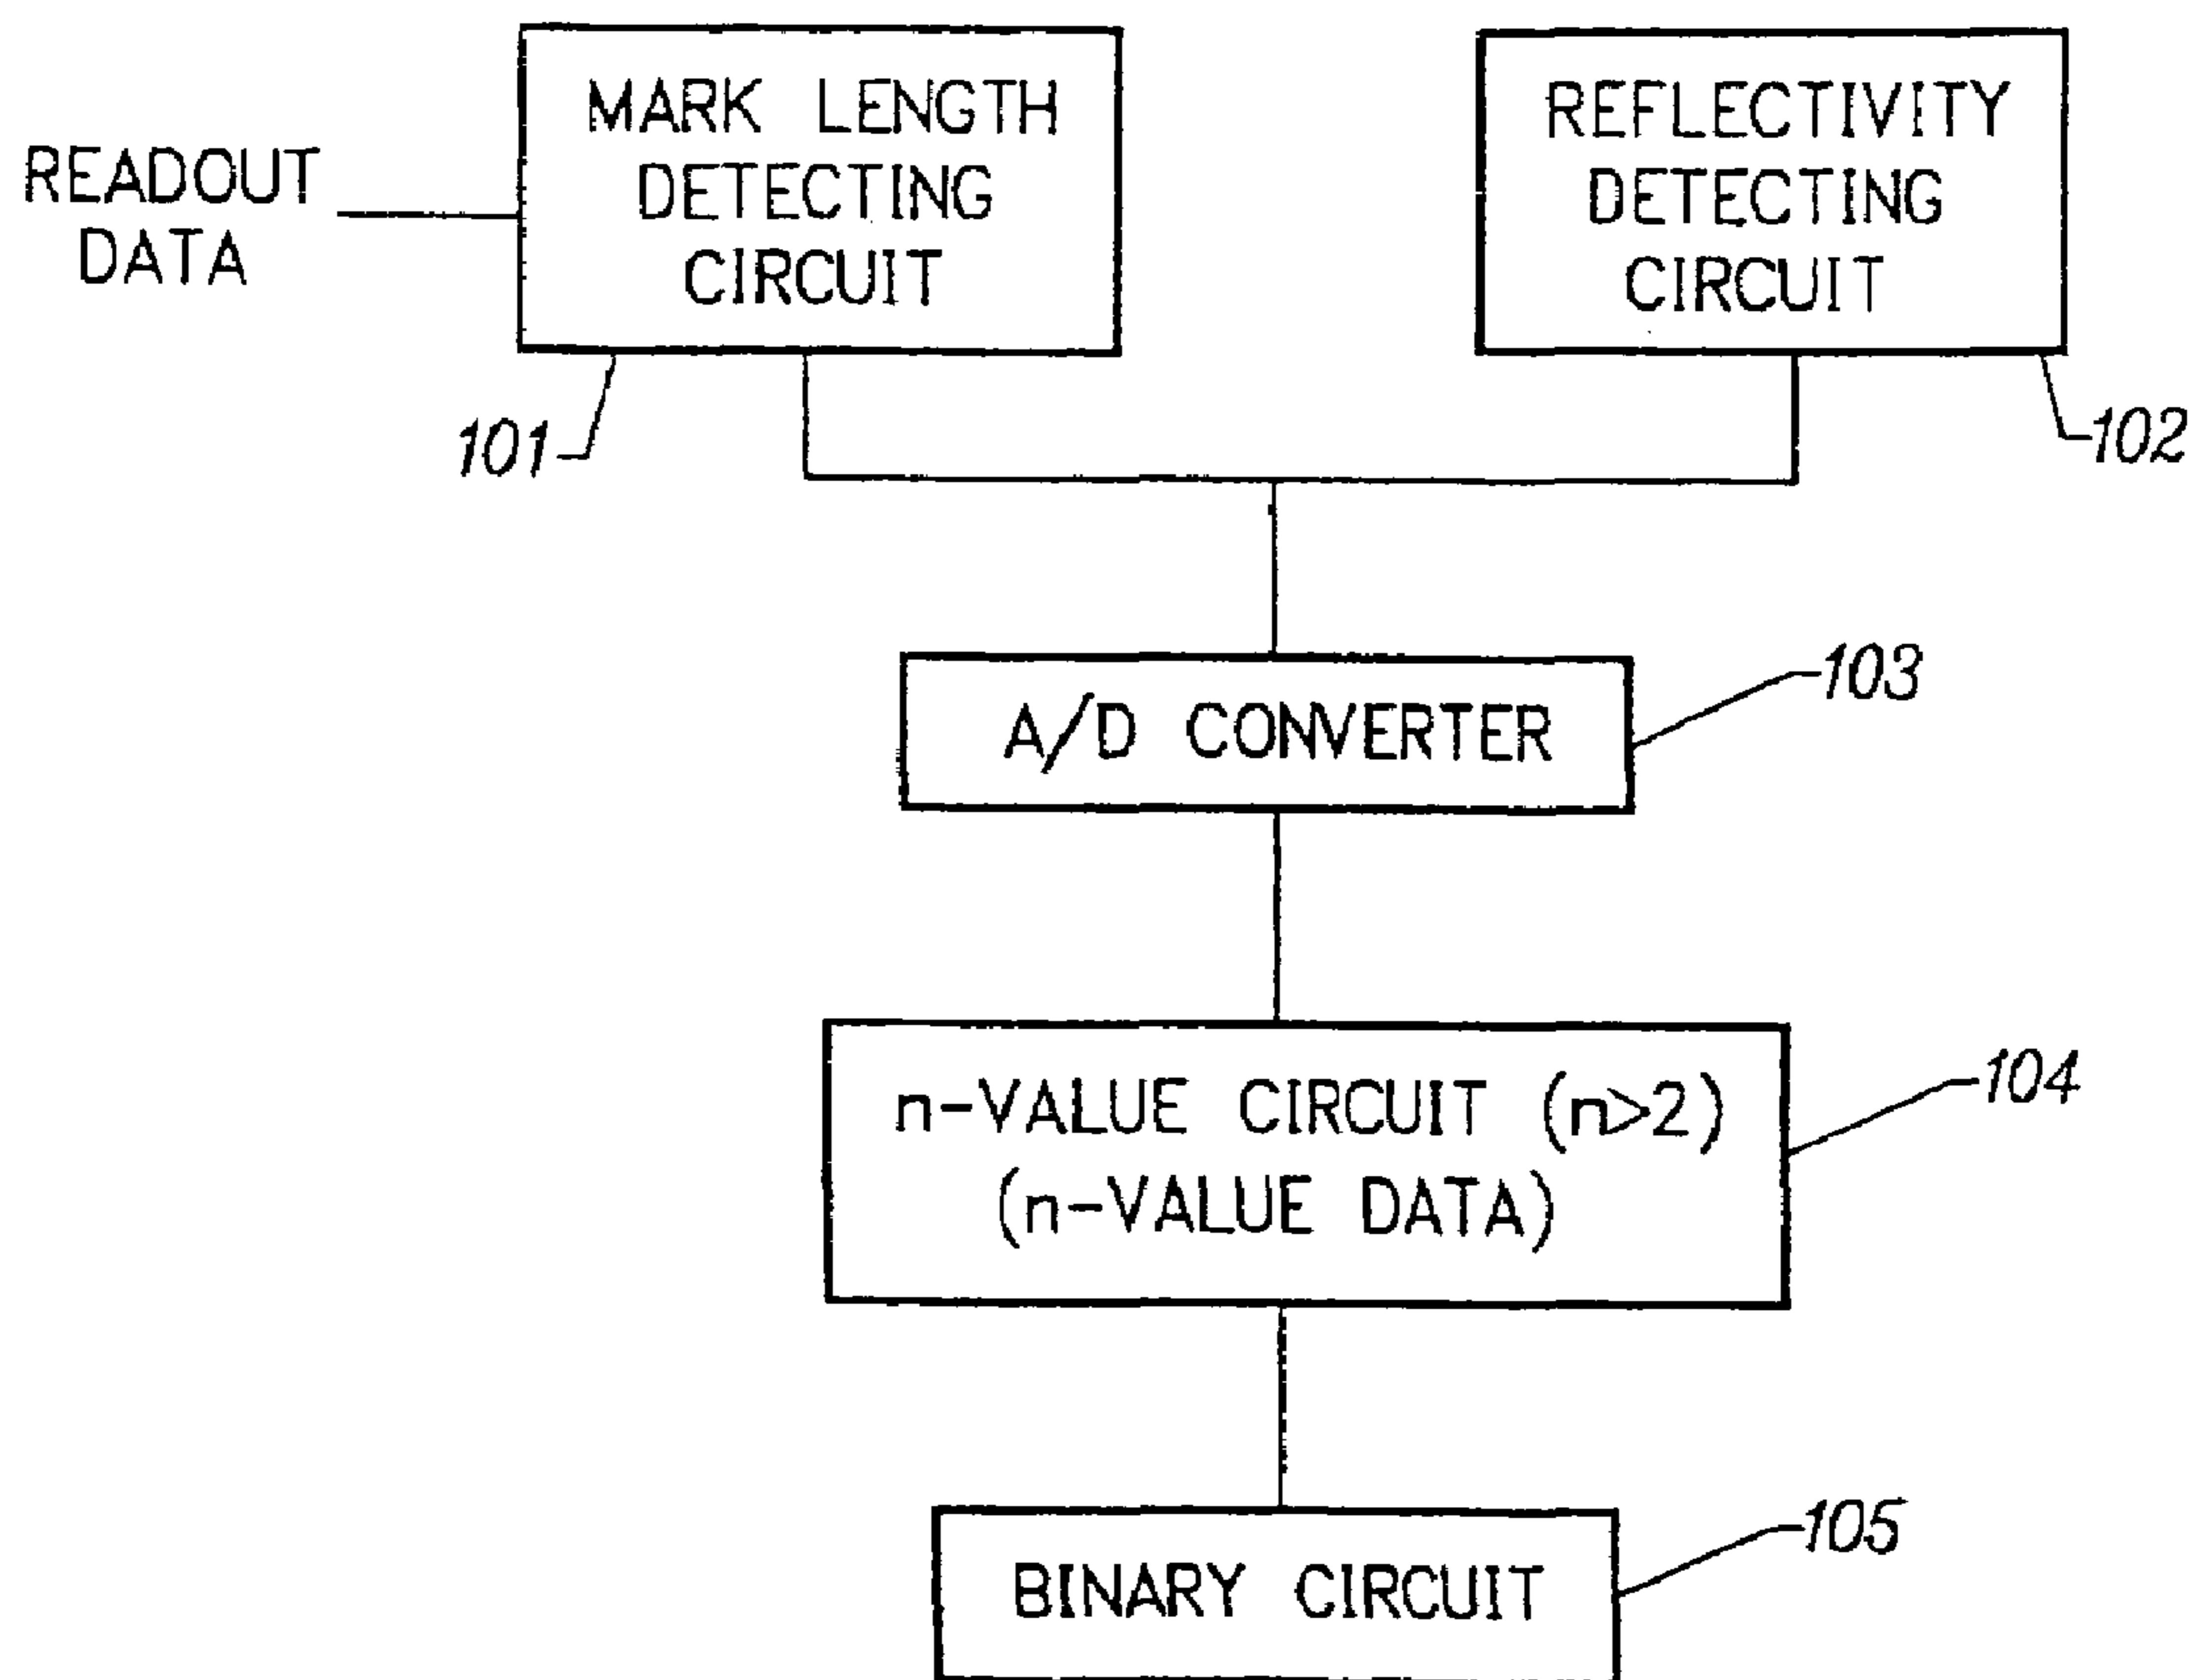 READOUT
DATA
MARK LENGTH
DETECTING
CIRCUIT
REFLECTIVITY
DETECTING
CIRCUIT
101
102
A/D CONVERTER
103
n-VALUE CIRCUIT (n>2)
(n-VALUE DATA)
104
BINARY CIRCUIT
105